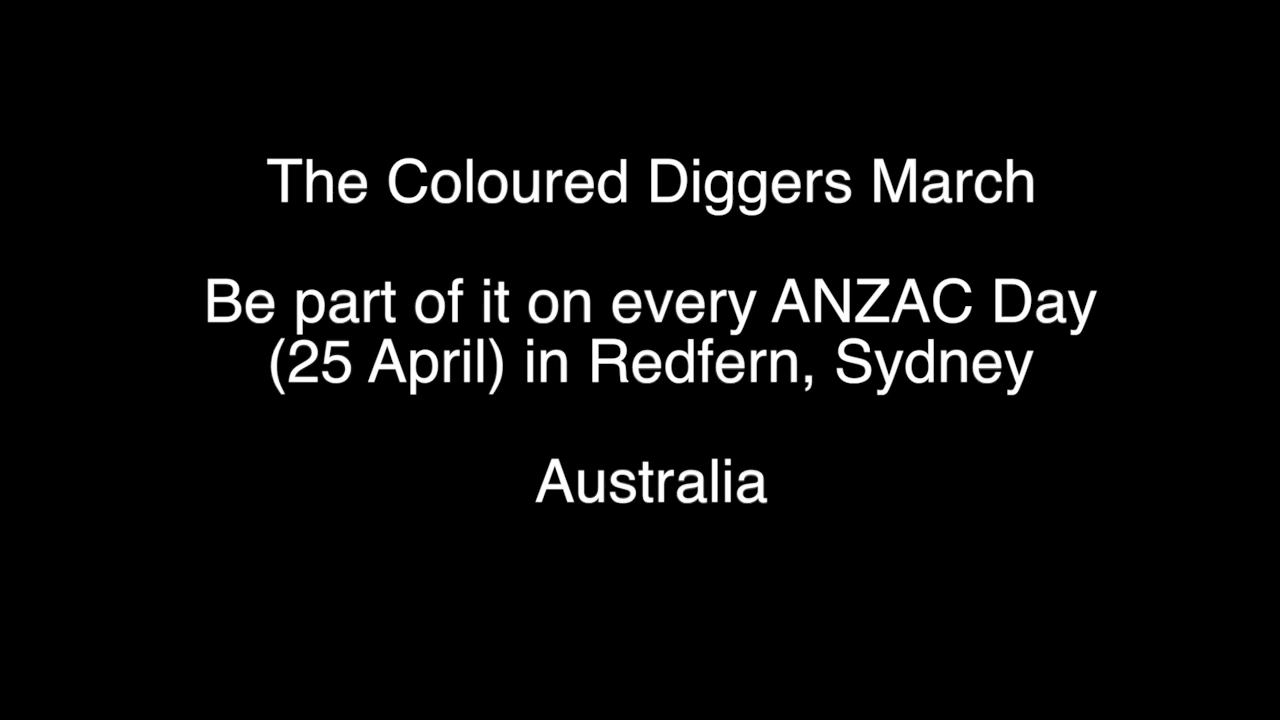 The Coloured Diggers March
Be part of it on every ANZAC Day
(25 April) in Redfern, Sydney
Australia